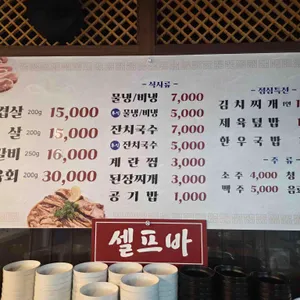 겹살 200g 15,000
살 200g 15,000
갈비 250g 16,000
육회 200g 30,000
- 식사류 -
물냉/비냉 7,000
물냉/비냉 5,000
잔치국수 7,000
잔치국수 5,000
계란찜 3,000
된장찌개 3,000
공기밥 1,000
- 점심특선 -
김치찌개
제육덮밥
한우국밥
- 주류
소주 4,000 청
맥주 5,000 음료
셀프바